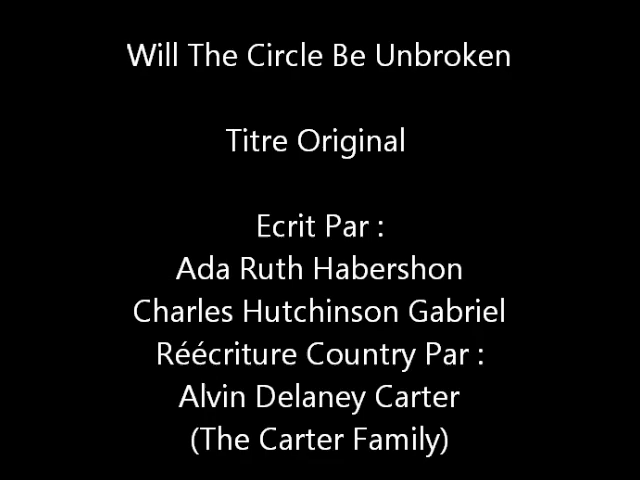 Will The Circle Be Unbroken
Titre Original
Ecrit Par :
Ada Ruth Habershon
Charles Hutchinson Gabriel
Réécriture Country Par :
Alvin Delaney Carter
(The Carter Family)